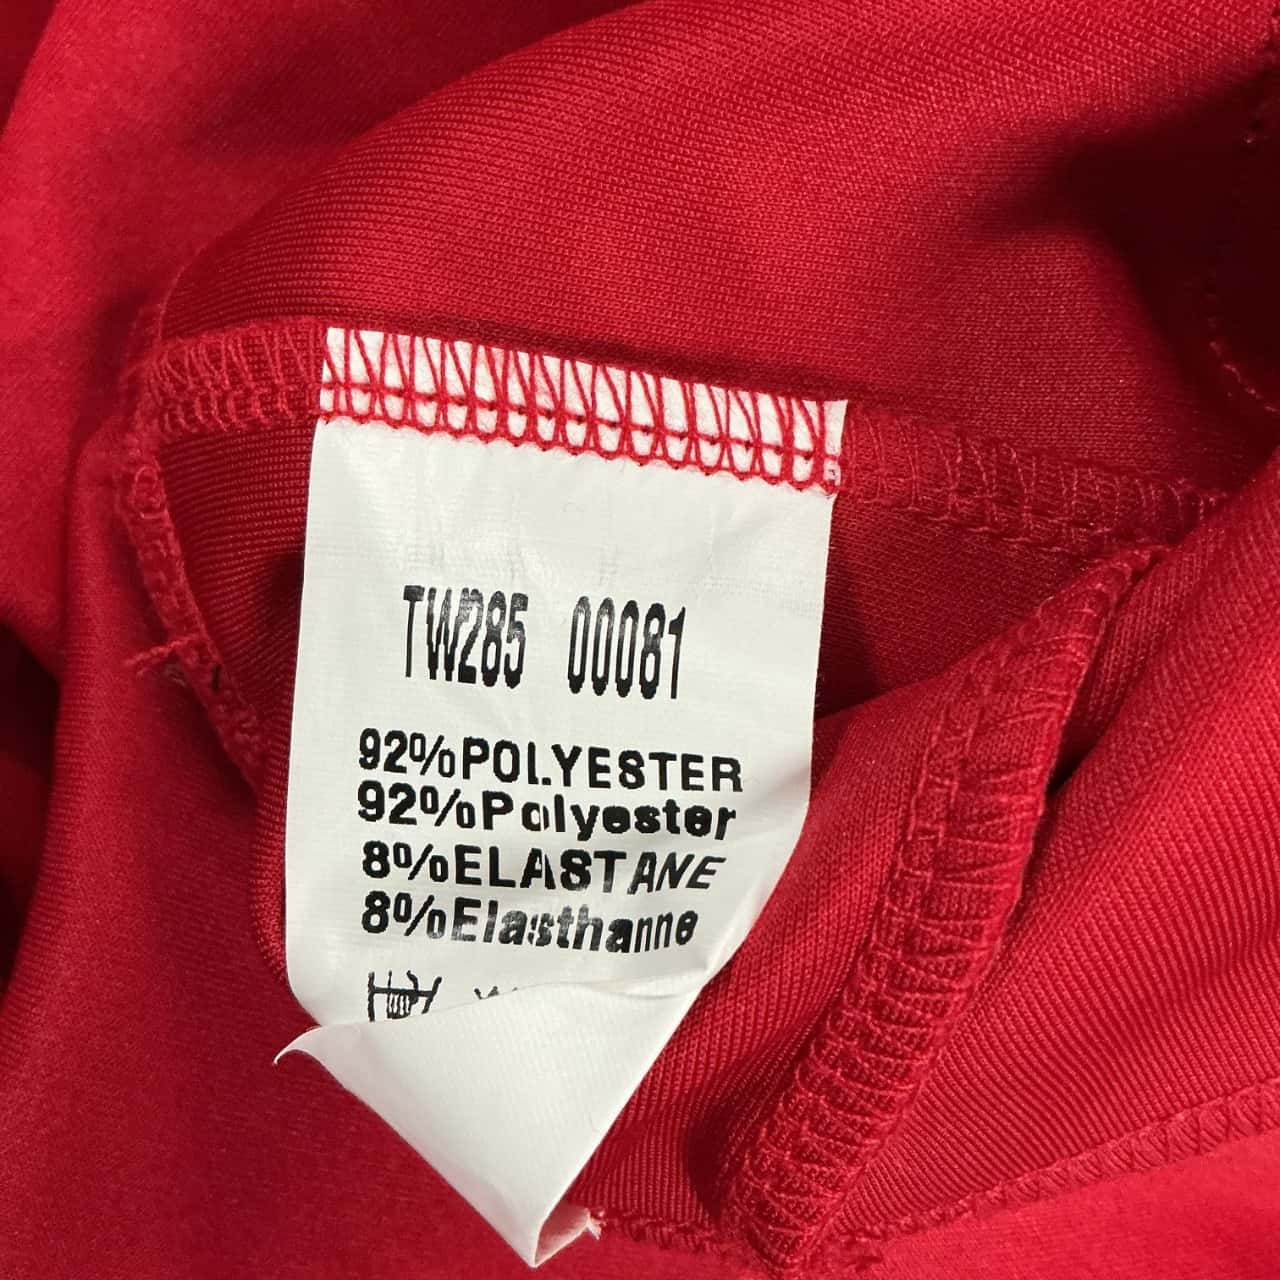 TW285 00081
92%POLYESTER
92%Polyester
8%ELASTANE
8%Elasthanne